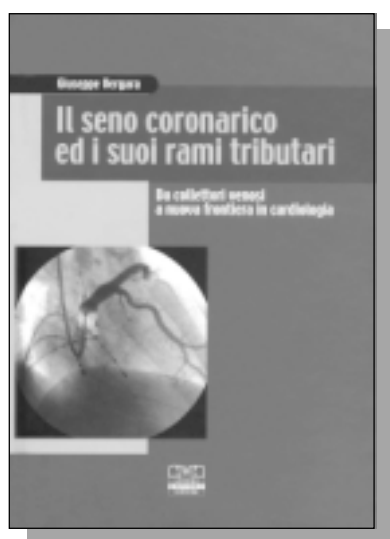 Giuseppe Vergara
Il seno coronarico
ed i suoi rami tributari
Da collettori venosi
a nuova frontiera in cardiologia